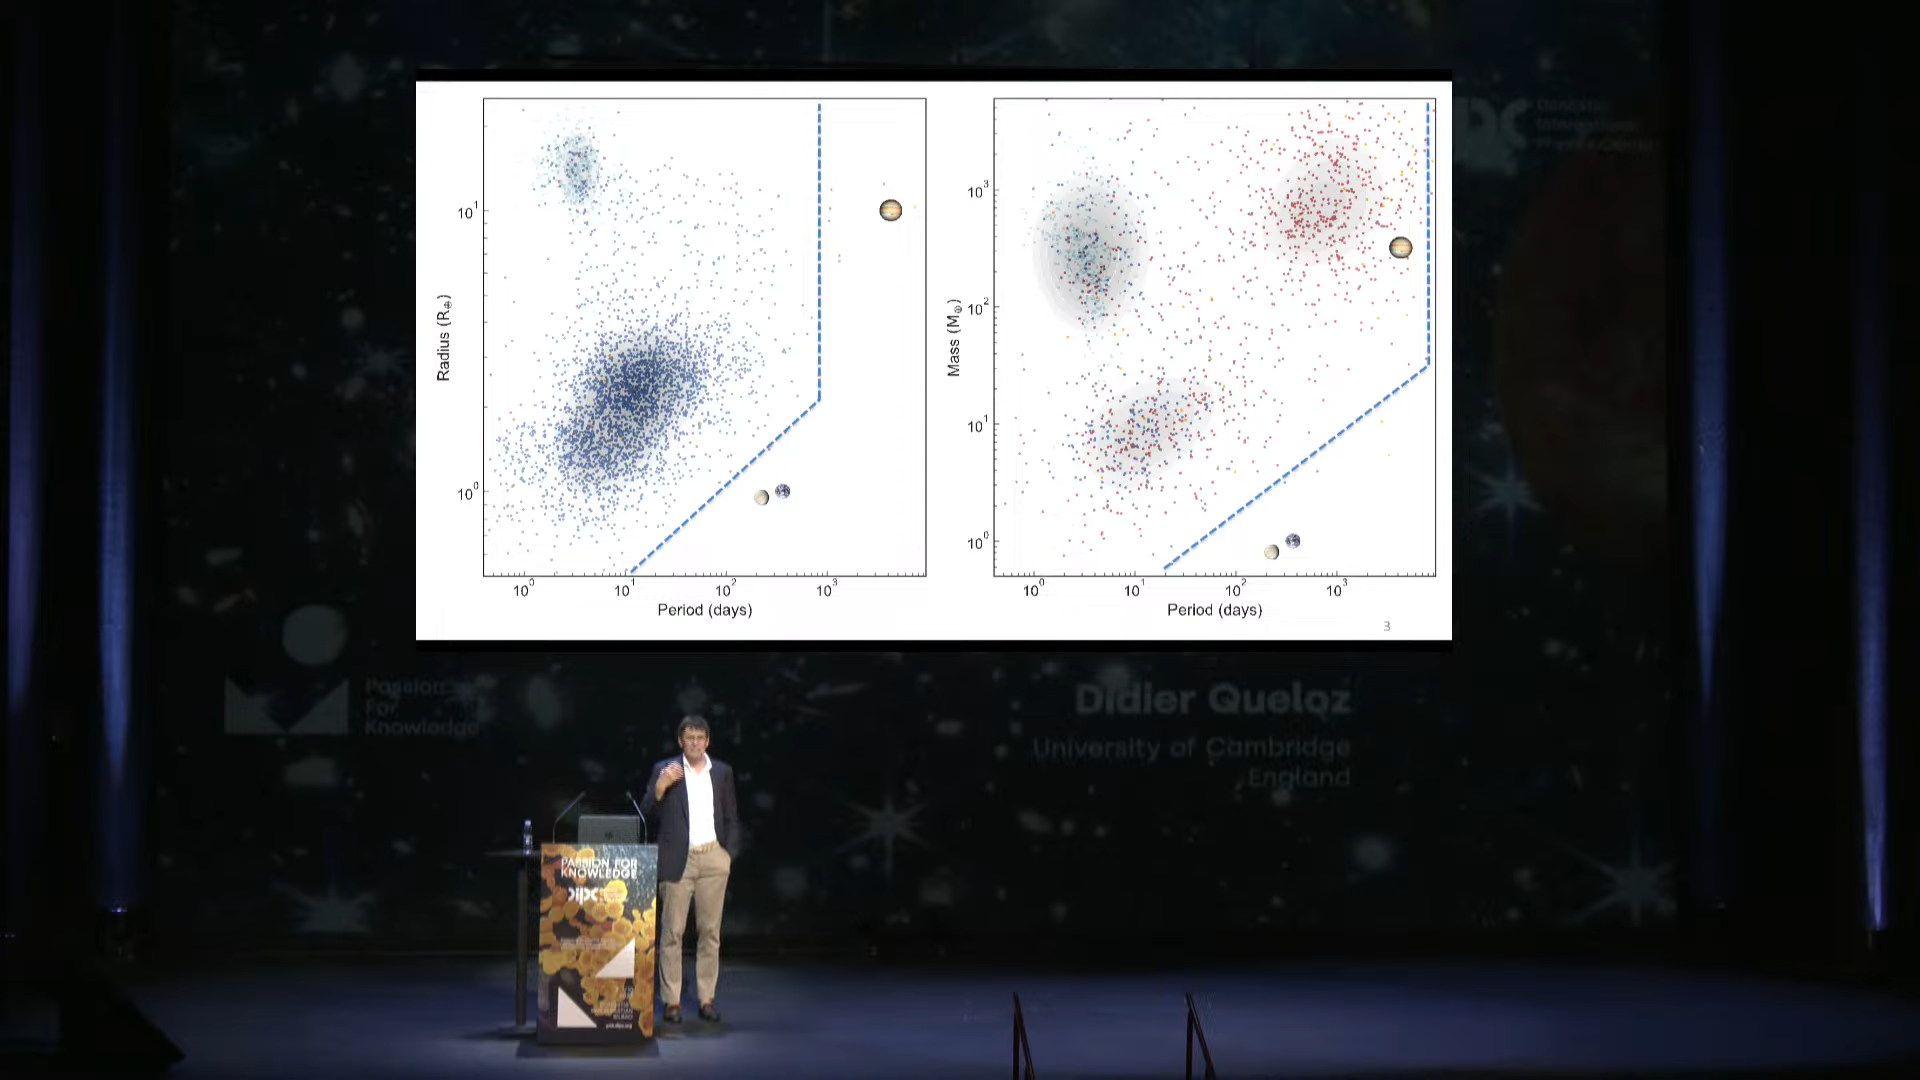 10¹
10⁰
Radius (R⊕)
10⁰ 10¹ 10² 10³
Period (days)
10³
10²
10¹
10⁰
Mass (M⊕)
10⁰ 10¹ 10² 10³
Period (days)
3
Passion
For
Knowledge
Didier Queloz
University of Cambridge
England
PASSION FOR
KNOWLEDGE
dipc